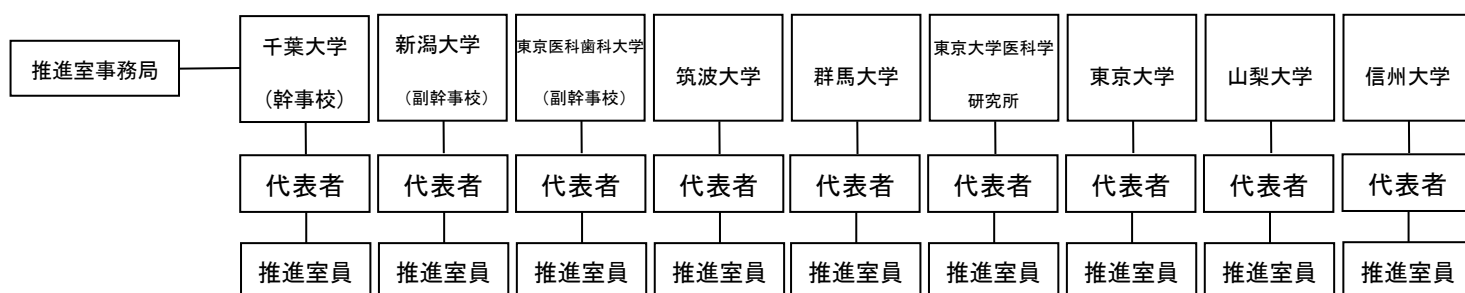 推進室事務局
千葉大学
（幹事校）
新潟大学
（副幹事校）
東京医科歯科大学
（副幹事校）
筑波大学
群馬大学
東京大学医科学
研究所
東京大学
山梨大学
信州大学
代表者
代表者
代表者
代表者
代表者
代表者
代表者
代表者
代表者
推進室員
推進室員
推進室員
推進室員
推進室員
推進室員
推進室員
推進室員
推進室員